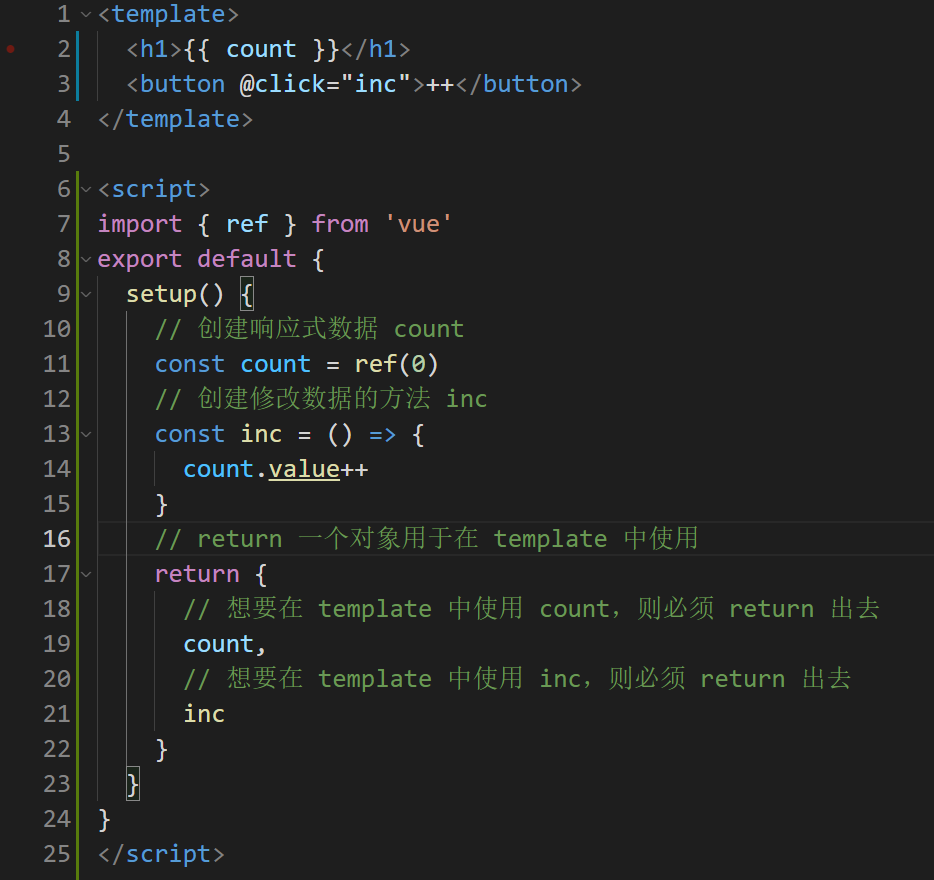 1 <template>
2 <h1>{{ count }}</h1>
3 <button @click="inc">++</button>
4 </template>
5
6 <script>
7 import { ref } from 'vue'
8 export default {
9 setup() {
10 // 创建响应式数据 count
11 const count = ref(0)
12 // 创建修改数据的方法 inc
13 const inc = () => {
14 count.value++
15 }
16 // return 一个对象用于在 template 中使用
17 return {
18 // 想要在 template 中使用 count，则必须 return 出去
19 count,
20 // 想要在 template 中使用 inc，则必须 return 出去
21 inc
22 }
23 }
24 }
25 </script>